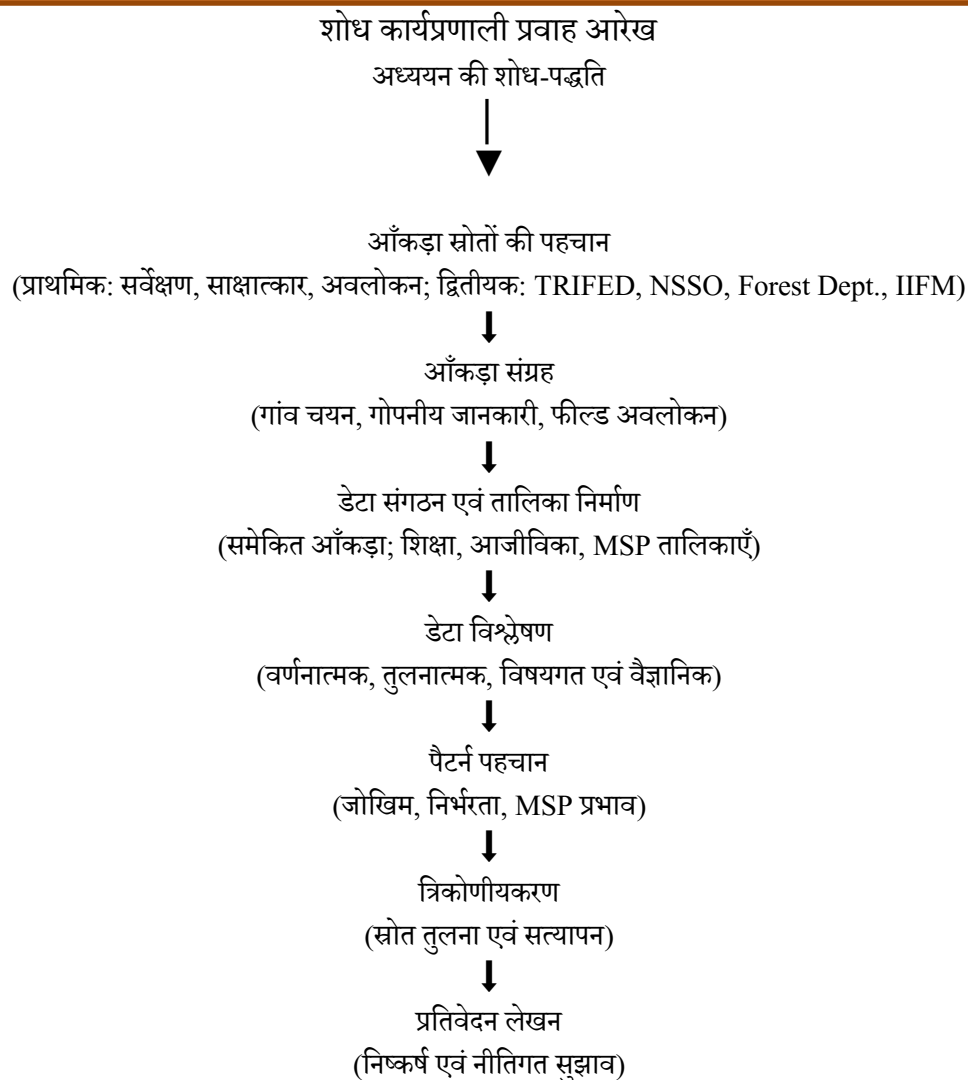 शोध कार्यप्रणाली प्रवाह आरेख
अध्ययन की शोध-पद्धति
आँकड़ा स्रोतों की पहचान
(प्राथमिक: सर्वेक्षण, साक्षात्कार, अवलोकन; द्वितीयक: TRIFED, NSSO, Forest Dept., IIFM)
आँकड़ा संग्रह
(गांव चयन, गोपनीय जानकारी, फील्ड अवलोकन)
डेटा संगठन एवं तालिका निर्माण
(समेकित आँकड़ा; शिक्षा, आजीविका, MSP तालिकाएँ)
डेटा विश्लेषण
(वर्णनात्मक, तुलनात्मक, विषयगत एवं वैज्ञानिक)
पैटर्न पहचान
(जोखिम, निर्भरता, MSP प्रभाव)
त्रिकोणीयकरण
(स्रोत तुलना एवं सत्यापन)
प्रतिवेदन लेखन
(निष्कर्ष एवं नीतिगत सुझाव)